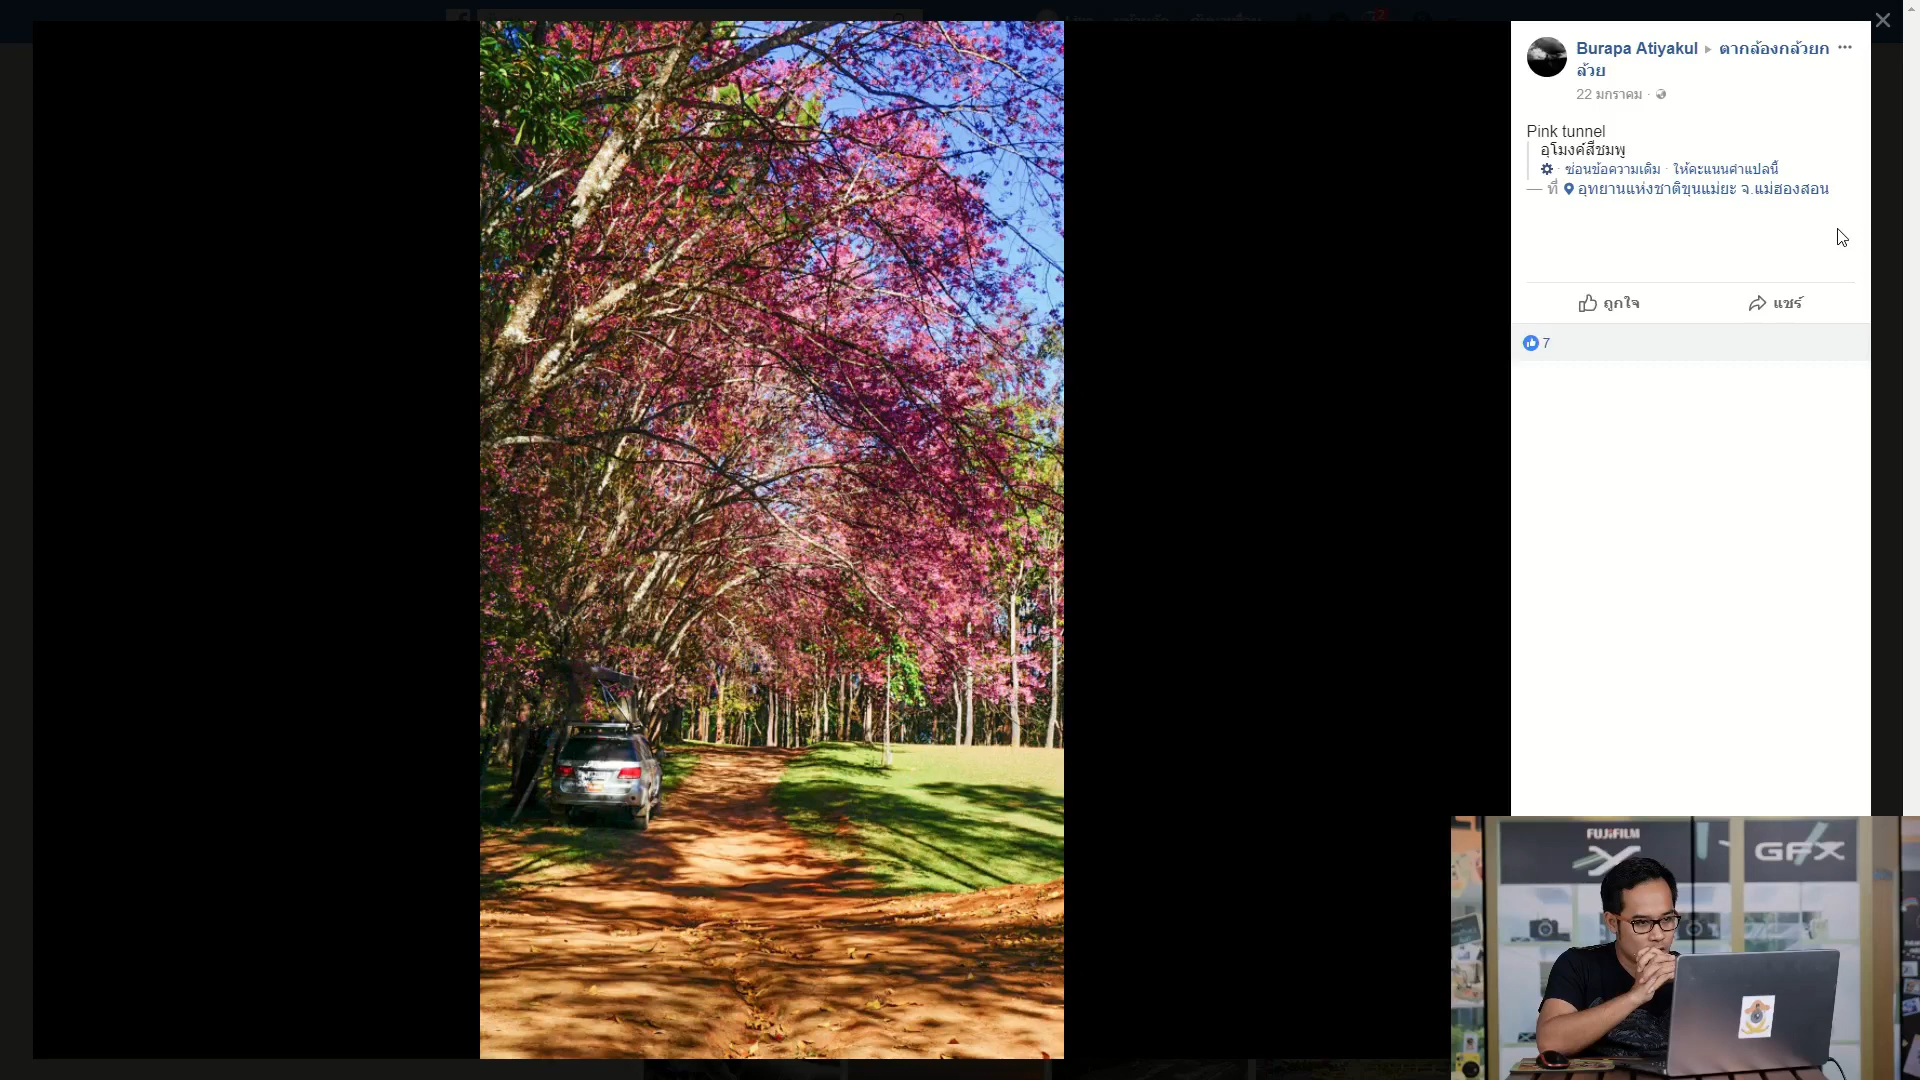 Burapa Atiyakul ▸ ตากล้องกล้วยก
ล้วย
22 มกราคม ·
Pink tunnel
อุโมงค์สีชมพู
· ซ่อนข้อความเดิม · ให้คะแนนคำแปลนี้
— ที่ อุทยานแห่งชาติขุนแม่ยะ จ.แม่ฮองสอน
ถูกใจ
แชร์
7
FUJIFILM
X
GFX